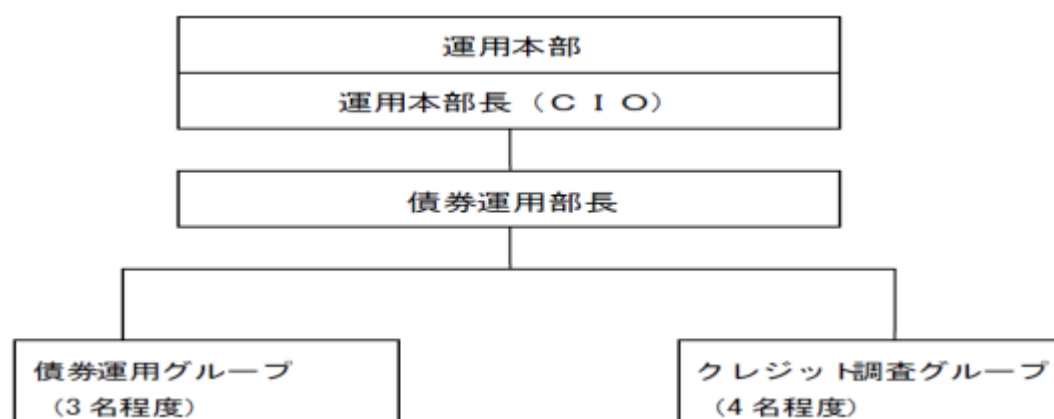 運用本部
運用本部長（ＣＩＯ）
債券運用部長
債券運用グループ
（3 名程度）
クレジット調査グループ
（4 名程度）